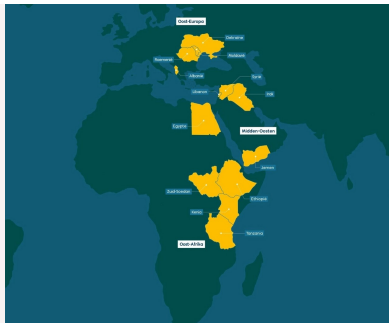 Oost-Europa
Oekraïne
Moldavië
Roemenië
Albanië
Syrië
Libanon
Irak
Egypte
Midden-Oosten
Jemen
Zuid-Soedan
Ethiopië
Kenia
Tanzania
Oost-Afrika